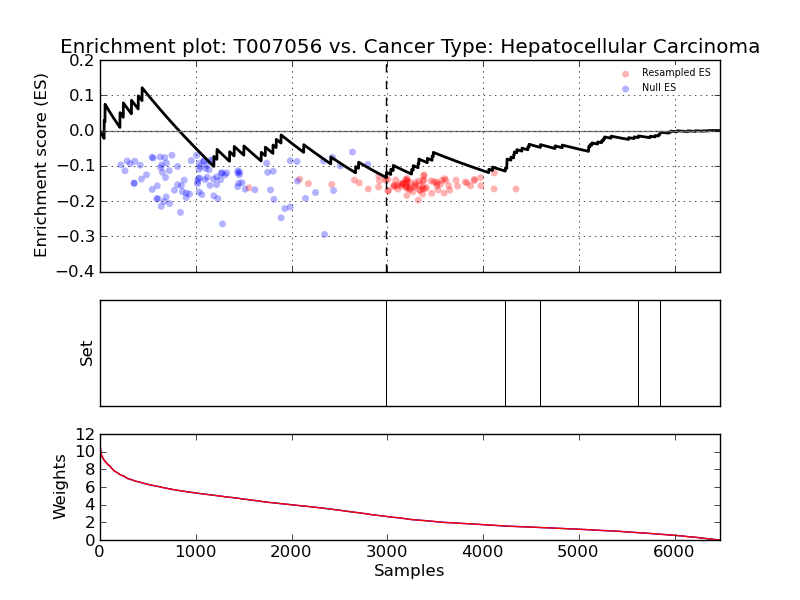 Enrichment plot: T007056 vs. Cancer Type: Hepatocellular Carcinoma
Enrichment score (ES)
0.2
0.1
0.0
−0.1
−0.2
−0.3
−0.4
Resampled ES
Null ES
Set
Weights
12
10
8
6
4
2
0
0 1000 2000 3000 4000 5000 6000
Samples